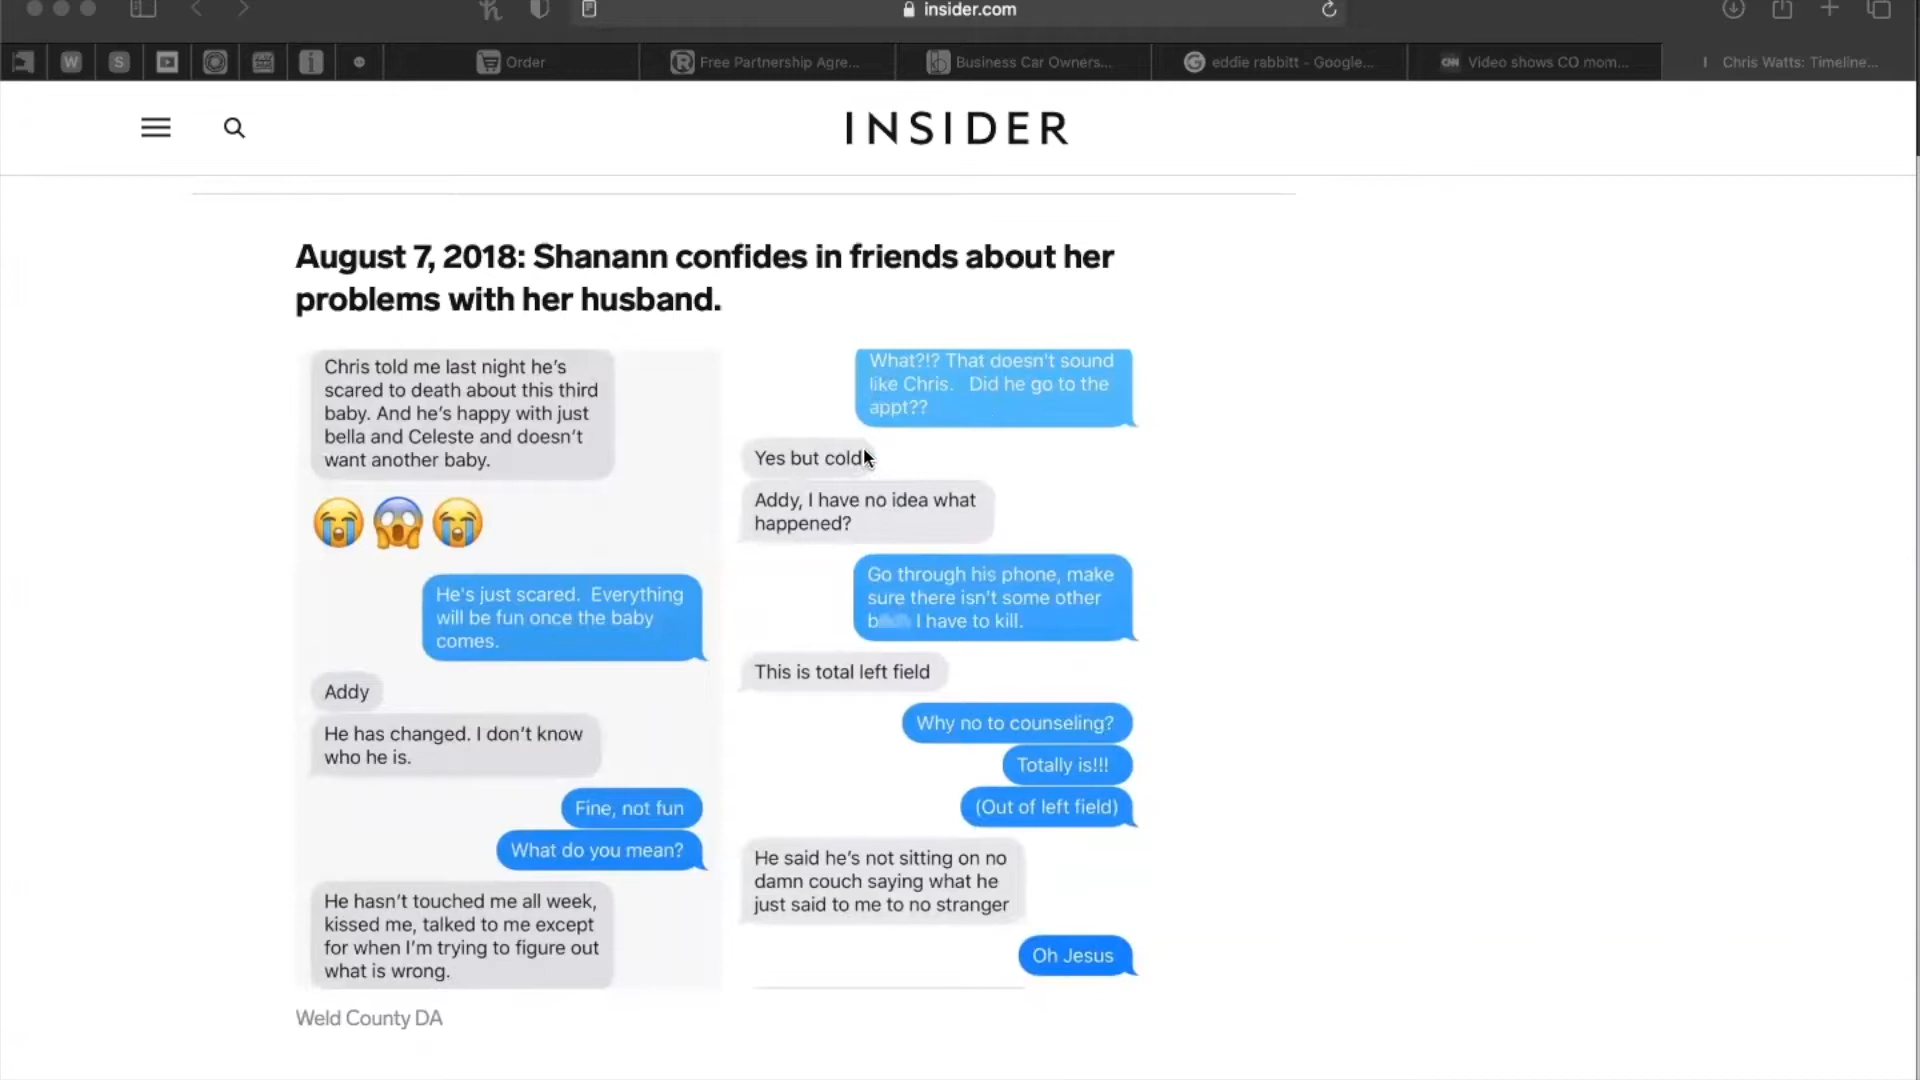 insider.com
W
S
Order
Free Partnership Agre...
Business Car Owners...
eddie rabbitt - Google...
CNN
Video shows CO mom...
I
Chris Watts: Timeline...
INSIDER
August 7, 2018: Shanann confides in friends about her
problems with her husband.
Chris told me last night he's
scared to death about this third
baby. And he's happy with just
bella and Celeste and doesn't
want another baby.
He's just scared.  Everything
will be fun once the baby
comes.
Addy
He has changed. I don't know
who he is.
Fine, not fun
What do you mean?
He hasn't touched me all week,
kissed me, talked to me except
for when I'm trying to figure out
what is wrong.
What?!? That doesn't sound
like Chris.   Did he go to the
appt??
Yes but cold
Addy, I have no idea what
happened?
Go through his phone, make
sure there isn't some other
I have to kill.
This is total left field
Why no to counseling?
Totally is!!!
(Out of left field)
He said he's not sitting on no
damn couch saying what he
just said to me to no stranger
Oh Jesus
Weld County DA